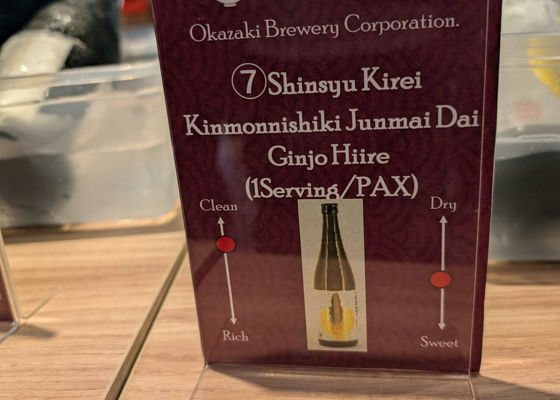 Okazaki Brewery Corporation.
⑦Shinsyu Kirei
Kinmonnishiki Junmai Dai
Ginjo Hiire
(1Serving/PAX)
Clean
Dry
Rich
Sweet